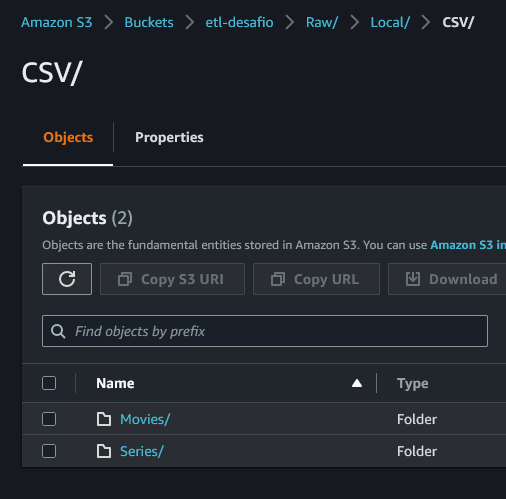 Amazon S3 > Buckets > etl-desafio > Raw/ > Local/ > CSV/
CSV/
Objects Properties
Objects (2)
Objects are the fundamental entities stored in Amazon S3. You can use Amazon S3 in
Copy S3 URI Copy URL Download
Find objects by prefix
Name Type
Movies/ Folder
Series/ Folder